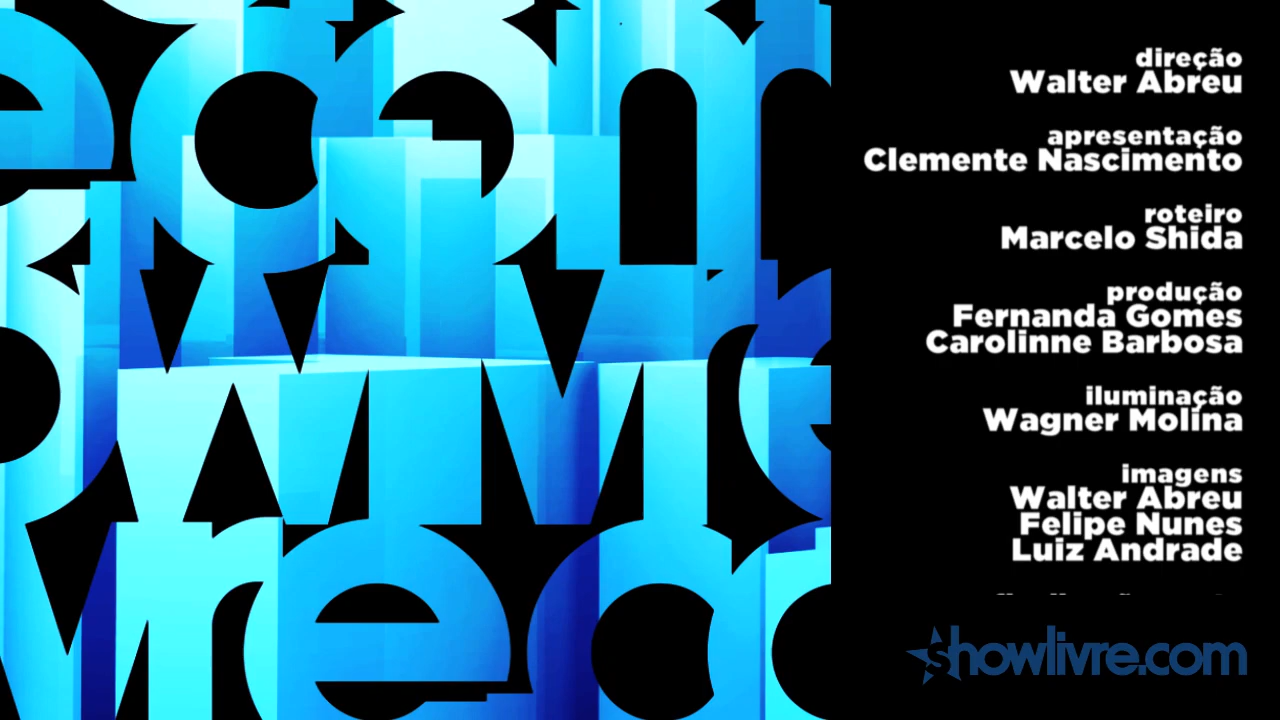 direção
Walter Abreu
apresentação
Clemente Nascimento
roteiro
Marcelo Shida
produção
Fernanda Gomes
Carolinne Barbosa
iluminação
Wagner Molina
imagens
Walter Abreu
Felipe Nunes
Luiz Andrade
showlivre.com